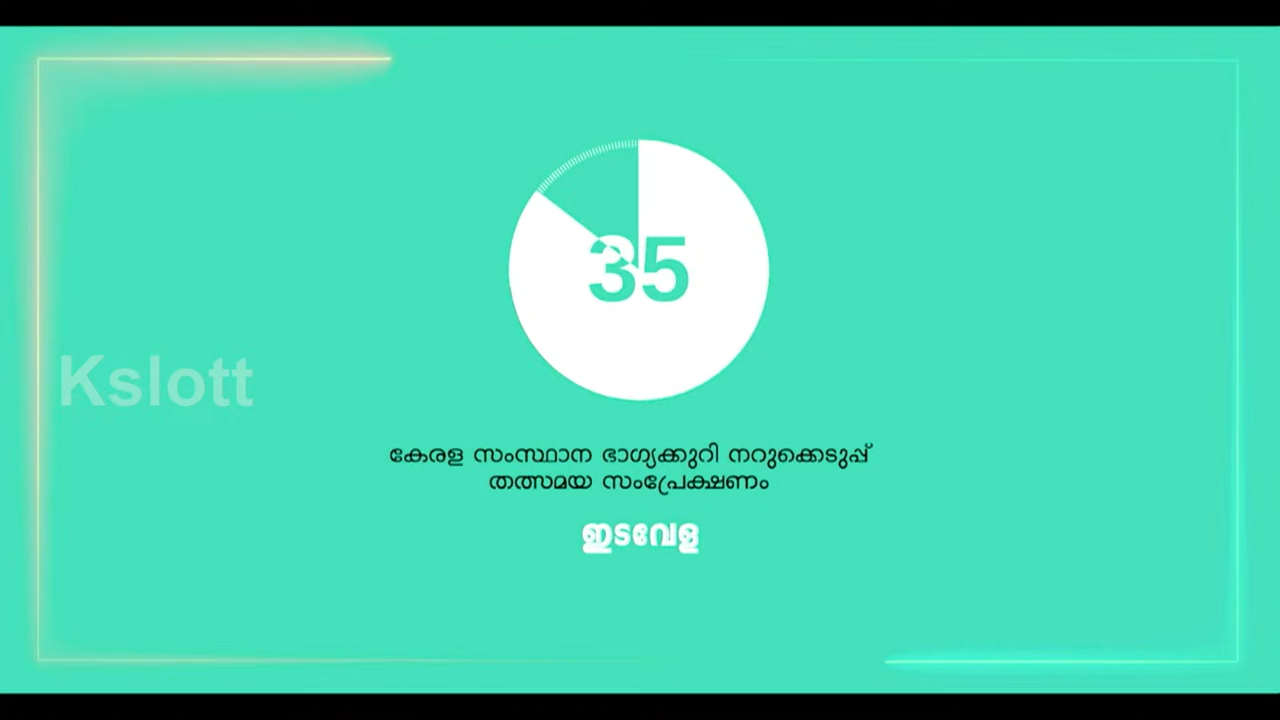 35
Kslott
കേരള സംസ്ഥാന ഭാഗ്യക്കുറി നറുക്കെടുപ്പ്
തത്സമയ സംപ്രേക്ഷണം
ഇടവേള